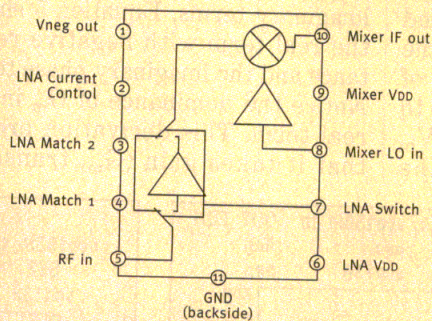 Vneg out
①
LNA Current
Control
②
LNA Match 2
③
LNA Match 1
④
RF in
⑤
⑪
GND
(backside)
⑩
Mixer IF out
⑨
Mixer VDD
⑧
Mixer LO in
⑦
LNA Switch
⑥
LNA VDD